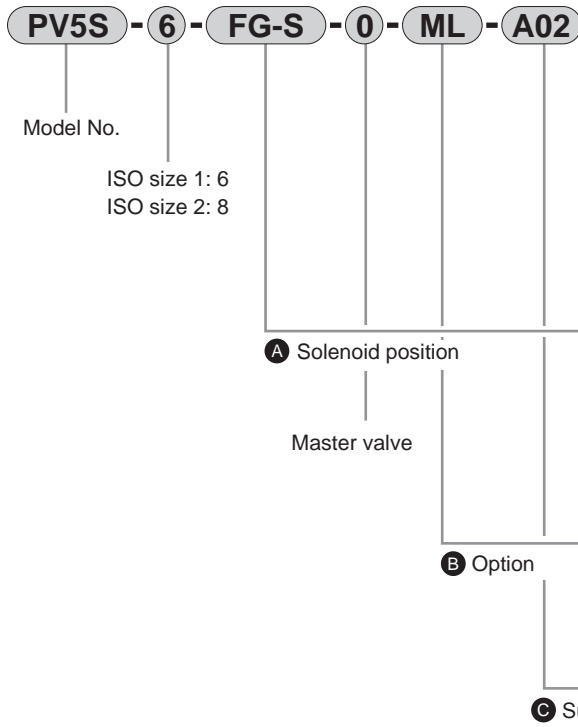 PV5S - 6 - FG-S - 0 - ML - A02
Model No.
ISO size 1: 6
ISO size 2: 8
A Solenoid position
Master valve
B Option
C